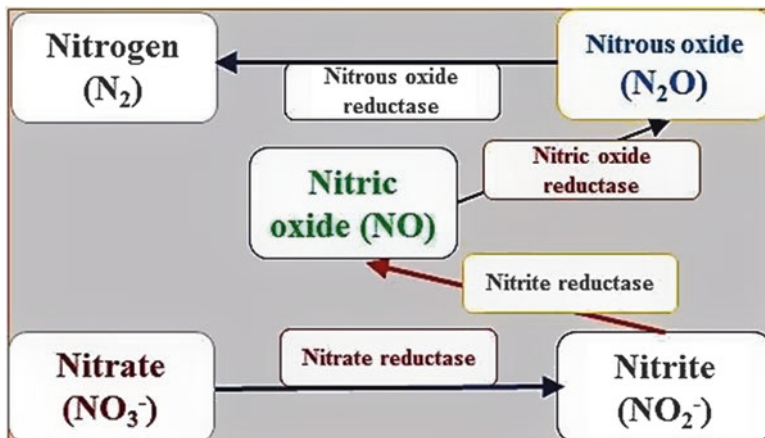 Nitrogen
(N₂)
Nitrous oxide
(N₂O)
Nitrous oxide
reductase
Nitric oxide
reductase
Nitric
oxide (NO)
Nitrite reductase
Nitrate
(NO₃⁻)
Nitrate reductase
Nitrite
(NO₂⁻)